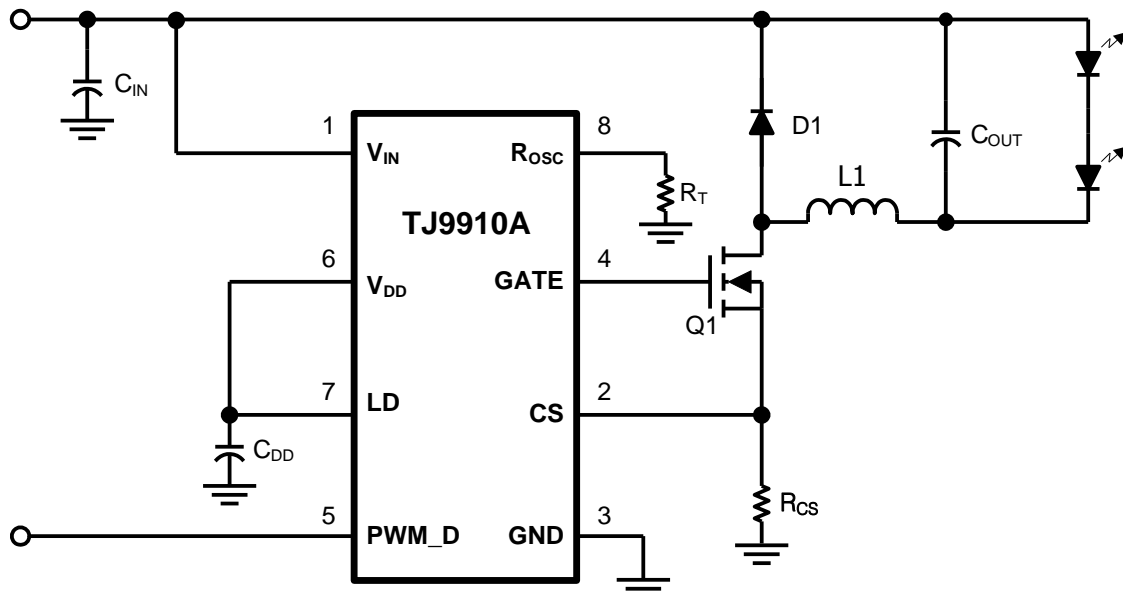 C_IN
1
V_IN
8
R_OSC
R_T
D1
C_OUT
L1
TJ9910A
6
V_DD
4
GATE
Q1
7
LD
2
CS
C_DD
R_CS
5
PWM_D
3
GND